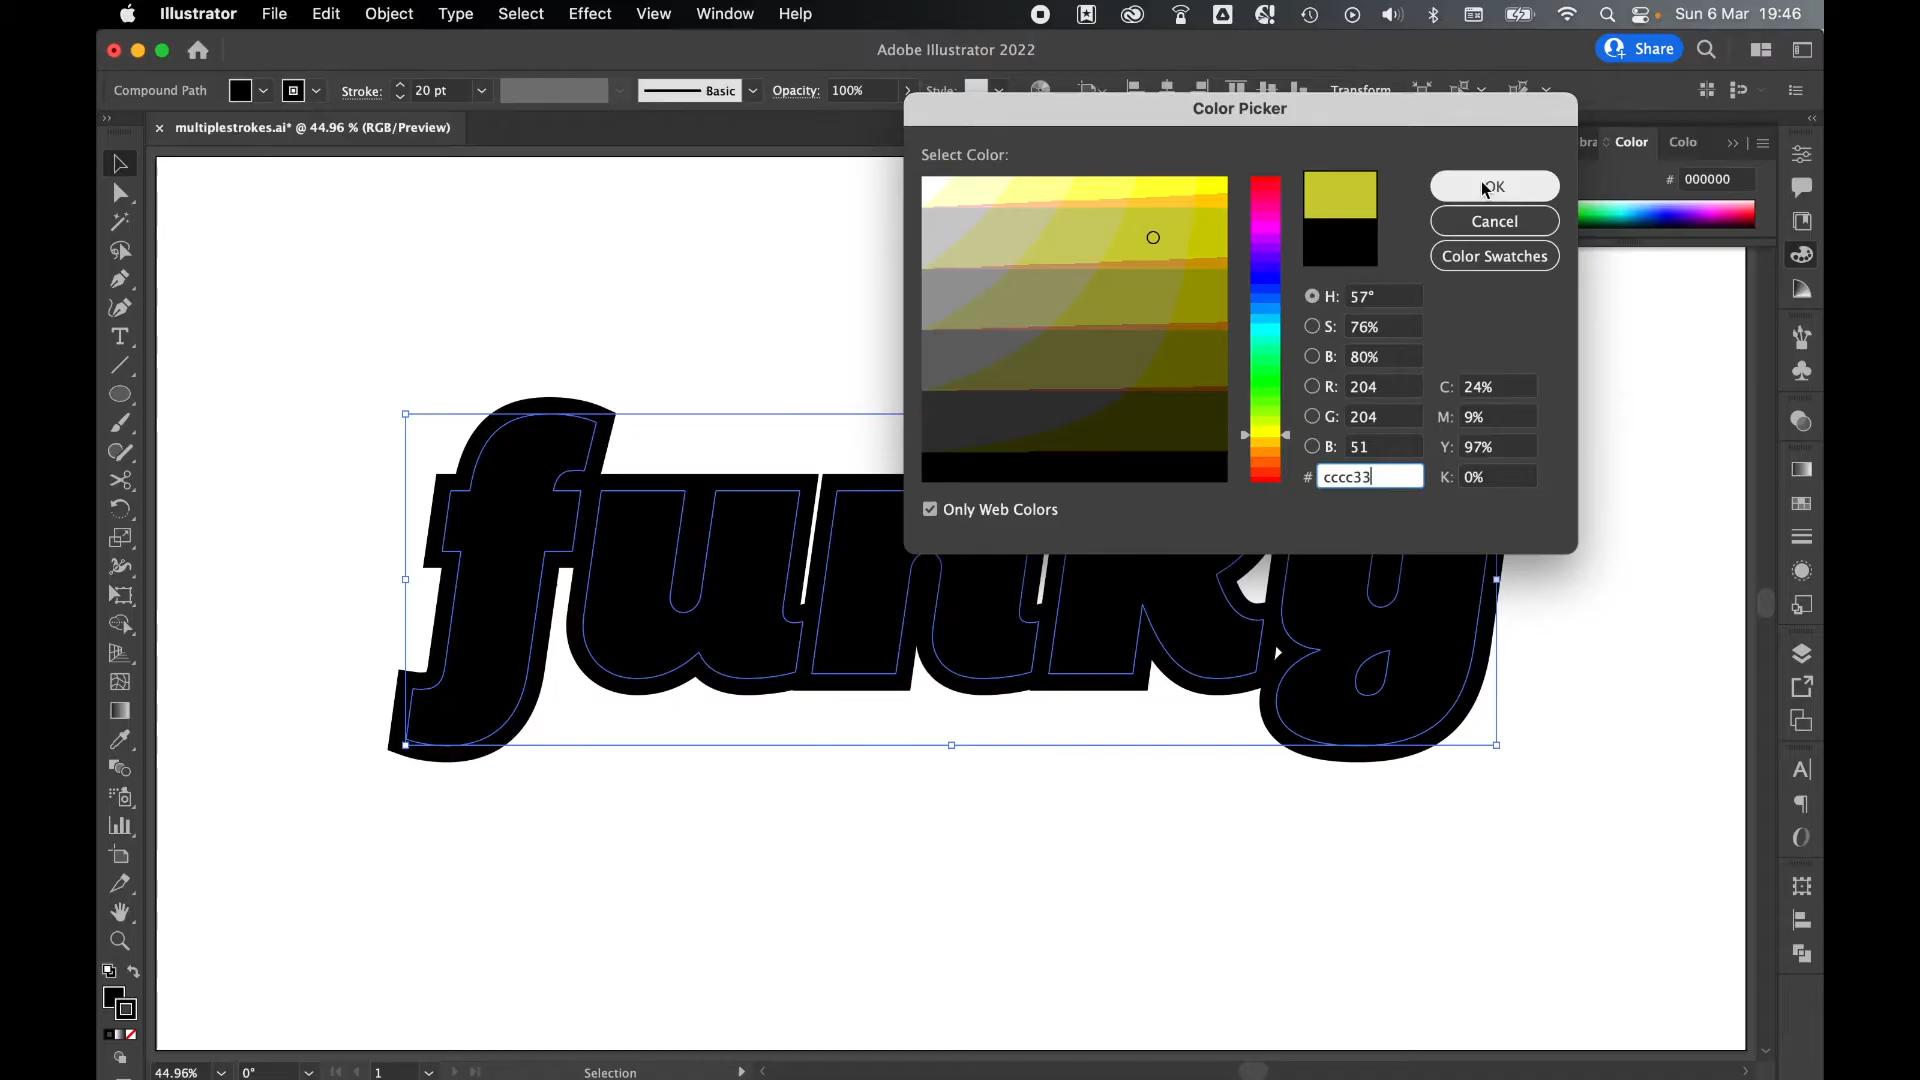 Illustrator File Edit Object Type Select Effect View Window Help Sun 6 Mar 19:46
Adobe Illustrator 2022
Share
Compound Path Stroke: 20 pt Basic Opacity: 100% Style: Transform
× multiplestrokes.ai* @ 44.96 % (RGB/Preview)
Color Picker
Color Colo
# 000000
Select Color:
OK
Cancel
Color Swatches
H: 57°
S: 76%
B: 80%
R: 204 C: 24%
G: 204 M: 9%
B: 51 Y: 97%
# cccc33 K: 0%
Only Web Colors
funky
44.96% 0° 1 Selection